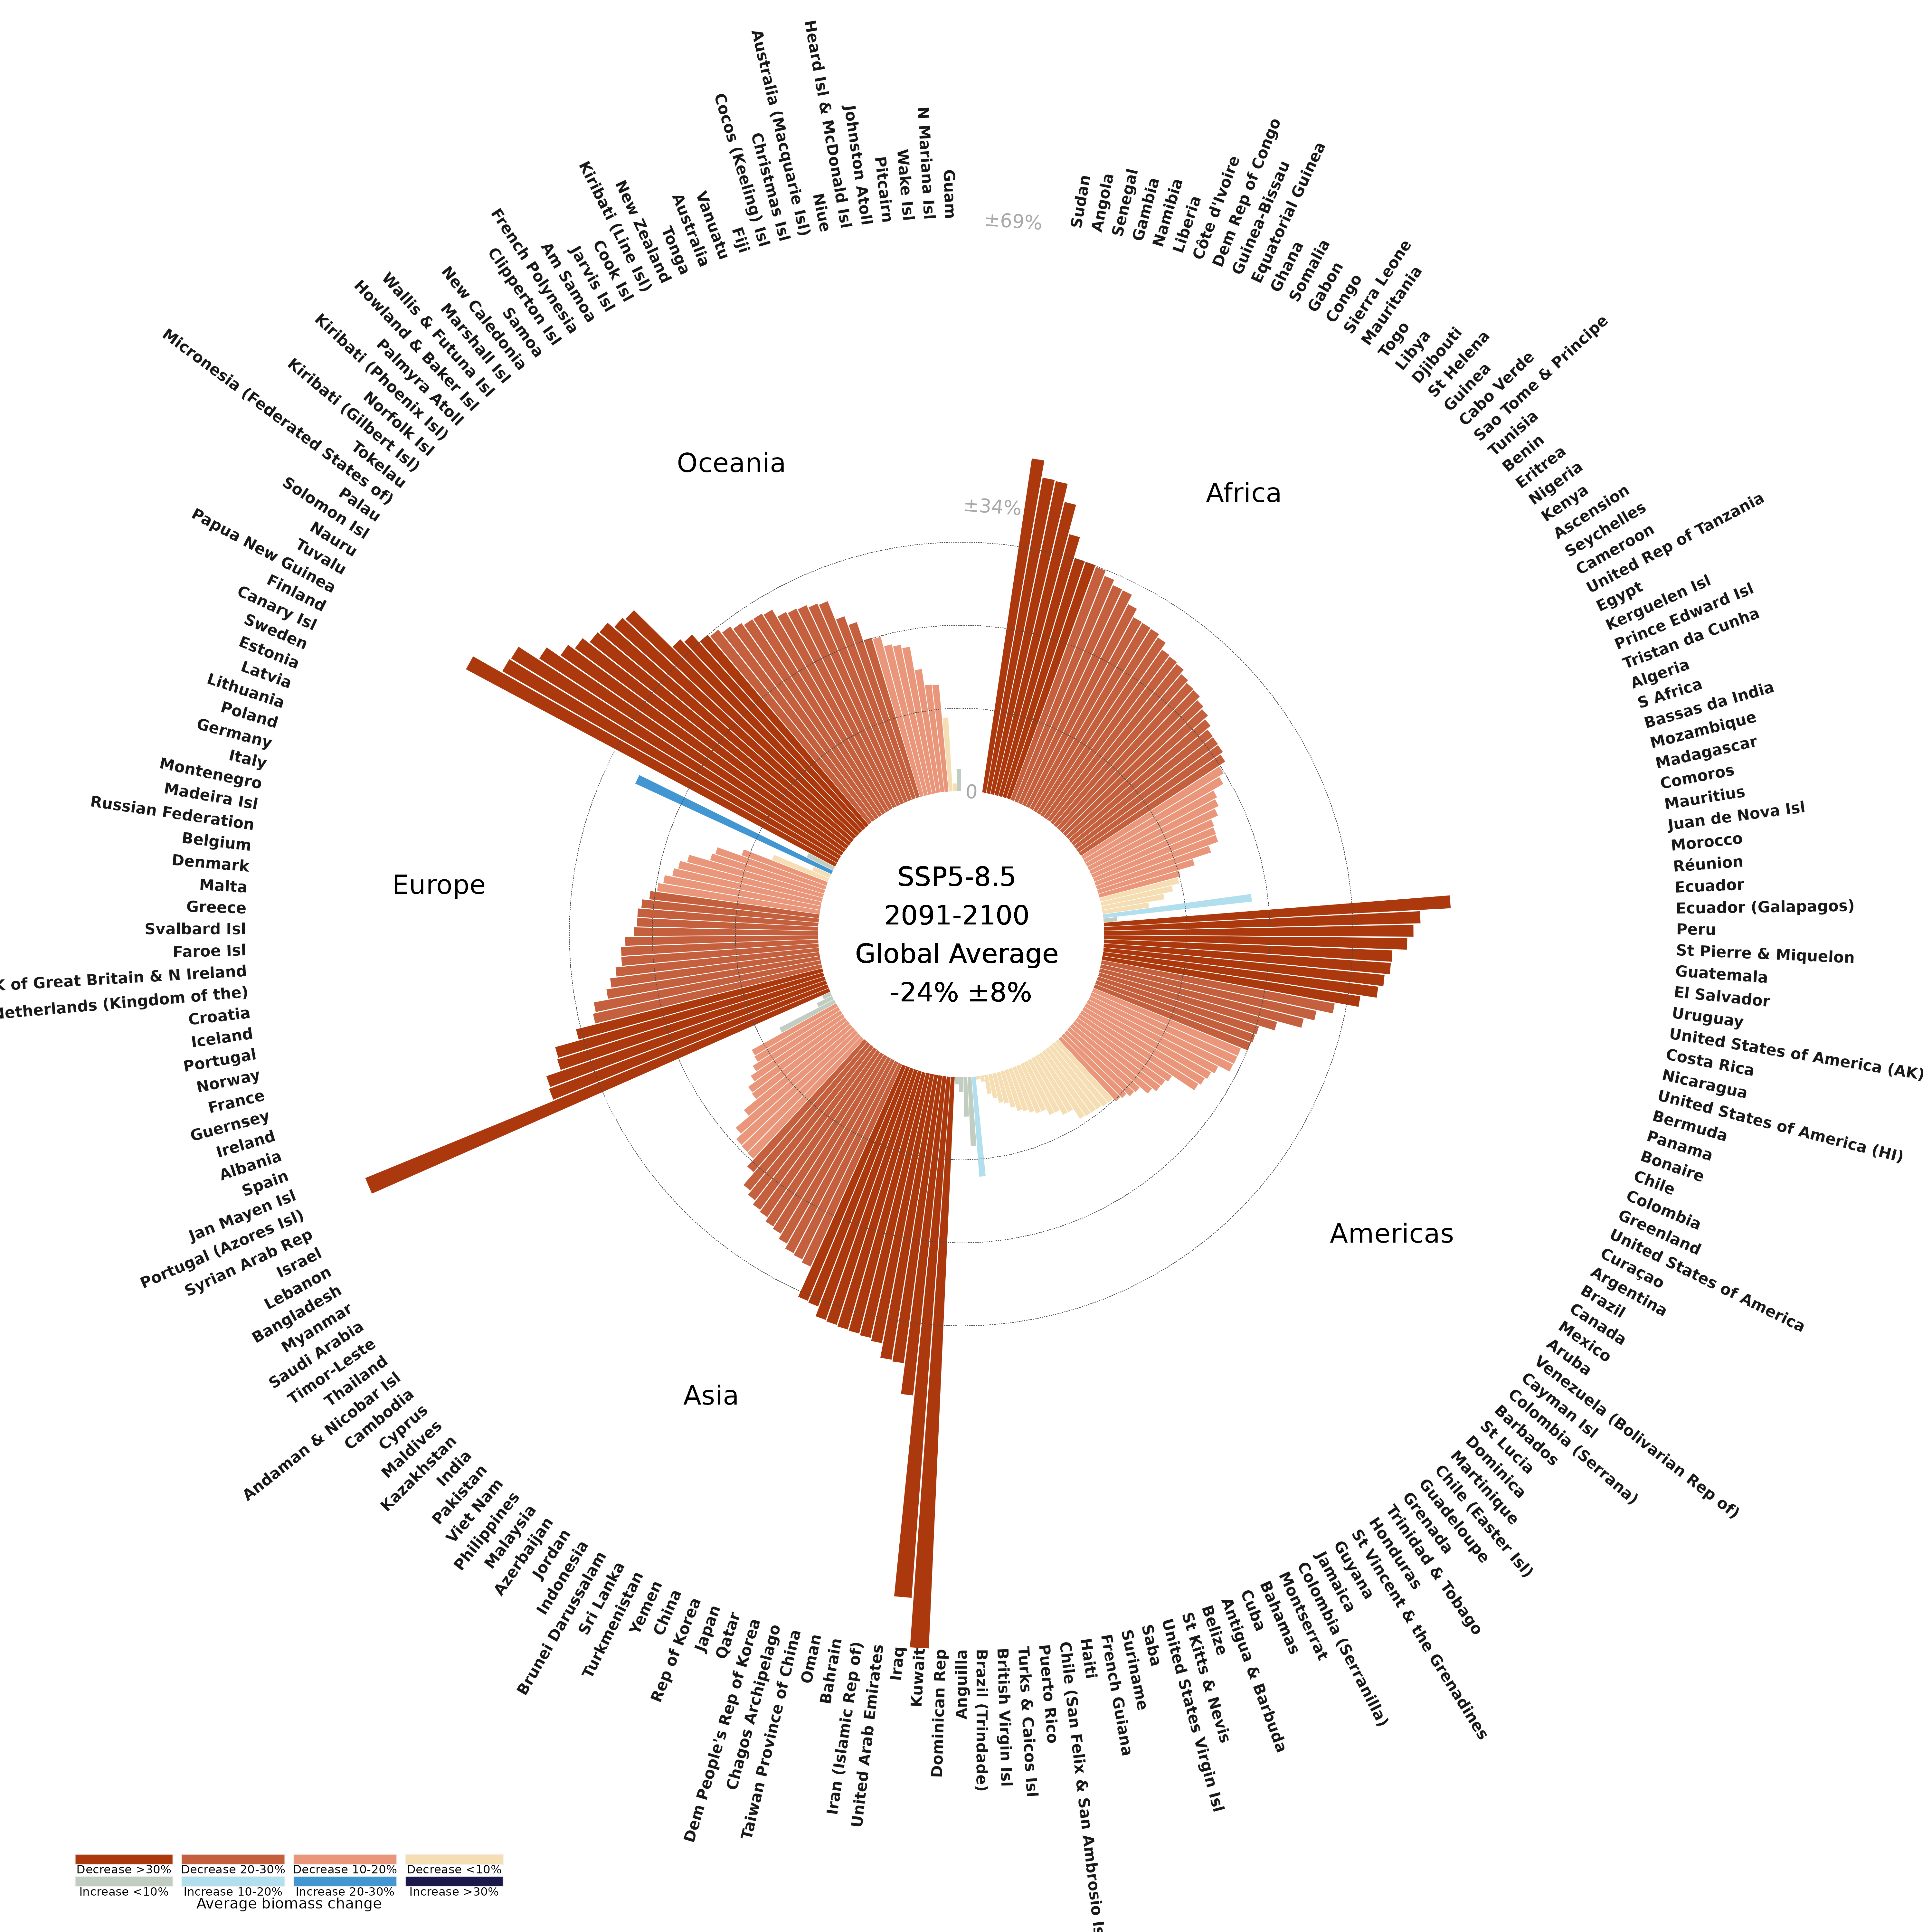 ±69%
±34%
0
SSP5-8.5
2091-2100
Global Average
-24% ±8%
Africa
Sudan
Angola
Senegal
Gambia
Namibia
Liberia
Côte d'Ivoire
Dem Rep of Congo
Guinea-Bissau
Equatorial Guinea
Ghana
Somalia
Gabon
Congo
Sierra Leone
Mauritania
Togo
Libya
Djibouti
St Helena
Guinea
Cabo Verde
Sao Tome & Principe
Tunisia
Benin
Eritrea
Nigeria
Kenya
Ascension
Seychelles
Cameroon
United Rep of Tanzania
Egypt
Kerguelen Isl
Prince Edward Isl
Tristan da Cunha
Algeria
S Africa
Bassas da India
Mozambique
Madagascar
Comoros
Mauritius
Juan de Nova Isl
Morocco
Réunion
Americas
Ecuador
Ecuador (Galapagos)
Peru
St Pierre & Miquelon
Guatemala
El Salvador
Uruguay
United States of America (AK)
Costa Rica
Nicaragua
United States of America (HI)
Bermuda
Panama
Bonaire
Chile
Colombia
Greenland
United States of America
Curaçao
Argentina
Brazil
Canada
Mexico
Aruba
Venezuela (Bolivarian Rep of)
Cayman Isl
Colombia (Serrana)
Barbados
St Lucia
Dominica
Martinique
Chile (Easter Isl)
Guadeloupe
Grenada
Trinidad & Tobago
Honduras
St Vincent & the Grenadines
Guyana
Jamaica
Colombia (Serranilla)
Montserrat
Bahamas
Cuba
Antigua & Barbuda
Belize
St Kitts & Nevis
United States Virgin Isl
Saba
Suriname
French Guiana
Haiti
Chile (San Felix & San Ambrosio Is
Puerto Rico
Turks & Caicos Isl
British Virgin Isl
Brazil (Trindade)
Anguilla
Dominican Rep
Asia
Kuwait
Iraq
United Arab Emirates
Iran (Islamic Rep of)
Bahrain
Oman
Taiwan Province of China
Chagos Archipelago
Dem People's Rep of Korea
Qatar
Japan
Rep of Korea
China
Yemen
Turkmenistan
Sri Lanka
Brunei Darussalam
Indonesia
Jordan
Azerbaijan
Malaysia
Philippines
Viet Nam
Pakistan
India
Kazakhstan
Maldives
Cyprus
Cambodia
Andaman & Nicobar Isl
Thailand
Timor-Leste
Saudi Arabia
Myanmar
Bangladesh
Lebanon
Israel
Syrian Arab Rep
Europe
Portugal (Azores Isl)
Jan Mayen Isl
Spain
Albania
Ireland
Guernsey
France
Norway
Portugal
Iceland
Croatia
Netherlands (Kingdom of the)
K of Great Britain & N Ireland
Faroe Isl
Svalbard Isl
Greece
Malta
Denmark
Belgium
Russian Federation
Madeira Isl
Montenegro
Italy
Germany
Poland
Lithuania
Latvia
Estonia
Sweden
Canary Isl
Finland
Oceania
Papua New Guinea
Tuvalu
Nauru
Solomon Isl
Palau
Micronesia (Federated States of)
Tokelau
Kiribati (Gilbert Isl)
Norfolk Isl
Kiribati (Phoenix Isl)
Palmyra Atoll
Howland & Baker Isl
Wallis & Futuna Isl
Marshall Isl
New Caledonia
Samoa
Clipperton Isl
French Polynesia
Am Samoa
Jarvis Isl
Cook Isl
Kiribati (Line Isl)
New Zealand
Tonga
Australia
Vanuatu
Fiji
Cocos (Keeling) Isl
Christmas Isl
Australia (Macquarie Isl)
Niue
Heard Isl & McDonald Isl
Johnston Atoll
Pitcairn
Wake Isl
N Mariana Isl
Guam
Decrease >30%
Decrease 20-30%
Decrease 10-20%
Decrease <10%
Increase <10%
Increase 10-20%
Increase 20-30%
Increase >30%
Average biomass change